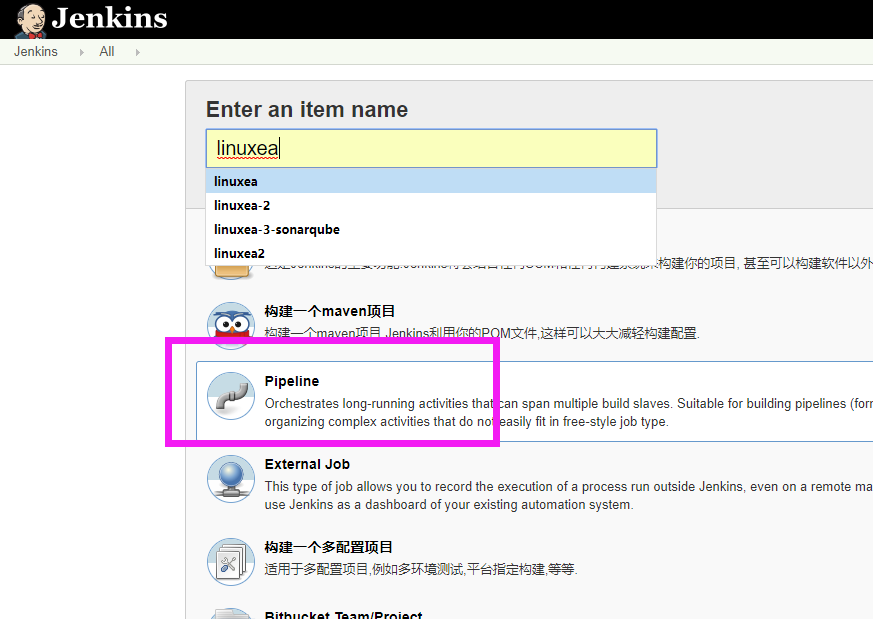 Jenkins
Jenkins
All
Enter an item name
linuxea
linuxea
linuxea-2
linuxea-3-sonarqube
linuxea2
构建你的项目, 甚至可以构建软件以外
构建一个maven项目
构建一个maven项目.Jenkins利用你的POM文件,这样可以大大减轻构建配置.
Pipeline
Orchestrates long-running activities that can span multiple build slaves. Suitable for building pipelines (form
organizing complex activities that do not easily fit in free-style job type.
External Job
This type of job allows you to record the execution of a process run outside Jenkins, even on a remote ma
use Jenkins as a dashboard of your existing automation system.
构建一个多配置项目
适用于多配置项目,例如多环境测试,平台指定构建,等等.
Bitbucket Team/Project